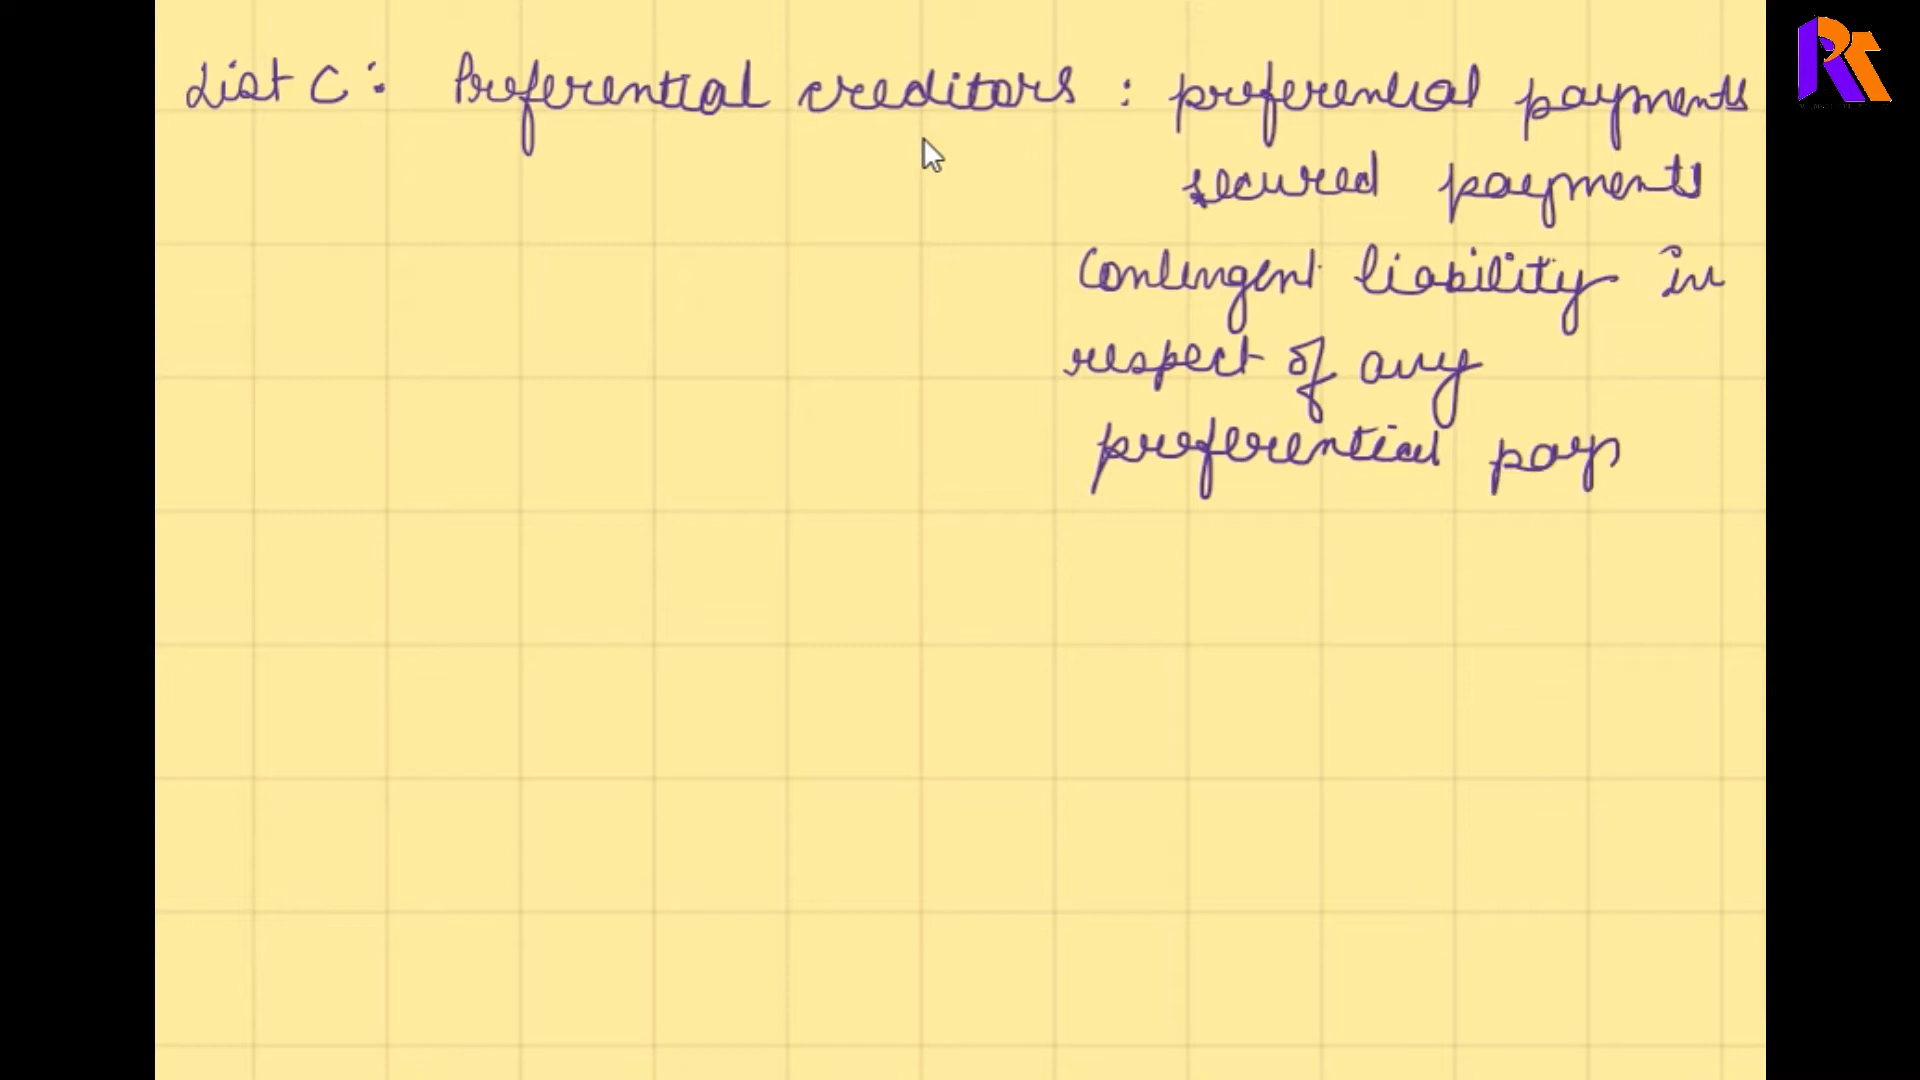 List C : Preferential creditors : preferential payments
secured payments
Contingent liability in
respect of any
preferential pay